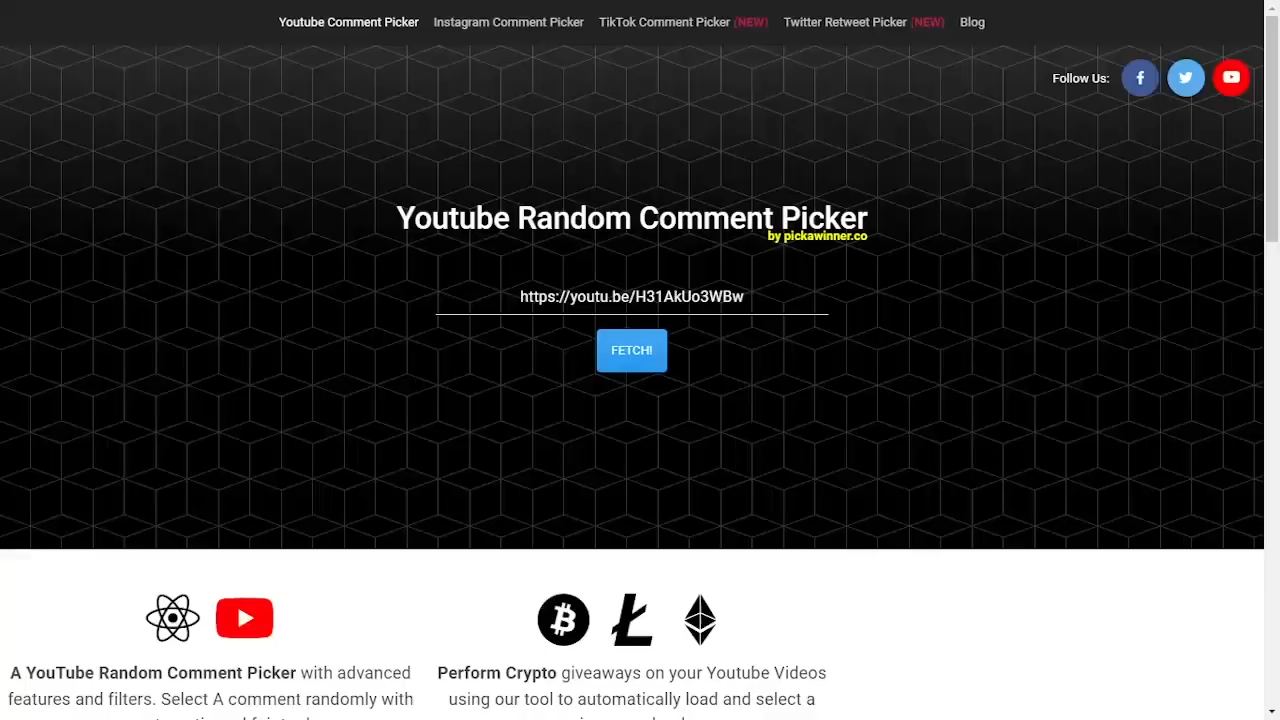 Youtube Comment Picker Instagram Comment Picker TikTok Comment Picker (NEW) Twitter Retweet Picker (NEW) Blog
Follow Us:
Youtube Random Comment Picker
by pickawinner.co
https://youtu.be/H31AkUo3WBw
FETCH!
A YouTube Random Comment Picker with advanced
features and filters. Select A comment randomly with
Perform Crypto giveaways on your Youtube Videos
using our tool to automatically load and select a